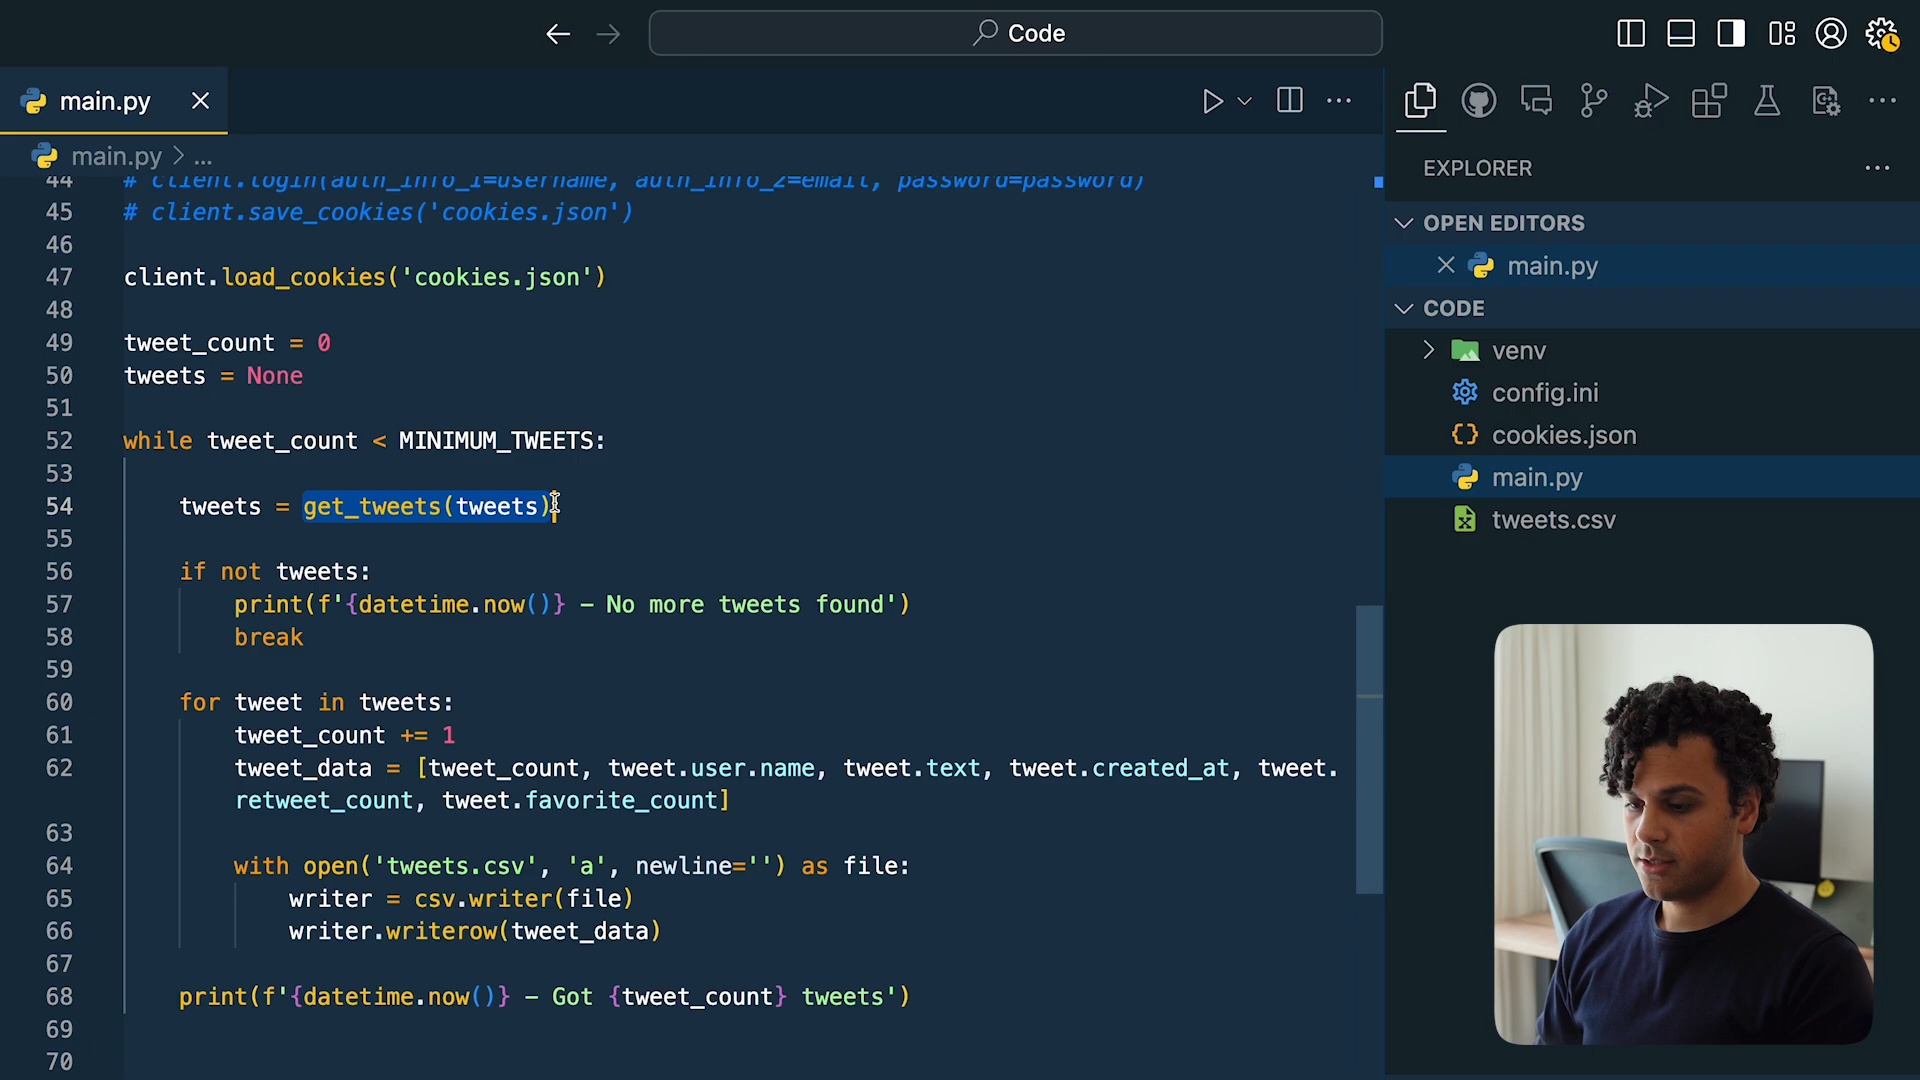 Code
main.py
main.py > ...
44 # client.login(auth_info_1=username, auth_info_2=email, password=password)
45 # client.save_cookies('cookies.json')
46
47 client.load_cookies('cookies.json')
48
49 tweet_count = 0
50 tweets = None
51
52 while tweet_count < MINIMUM_TWEETS:
53
54 tweets = get_tweets(tweets)
55
56 if not tweets:
57 print(f'{datetime.now()} - No more tweets found')
58 break
59
60 for tweet in tweets:
61 tweet_count += 1
62 tweet_data = [tweet_count, tweet.user.name, tweet.text, tweet.created_at, tweet.
retweet_count, tweet.favorite_count]
63
64 with open('tweets.csv', 'a', newline='') as file:
65 writer = csv.writer(file)
66 writer.writerow(tweet_data)
67
68 print(f'{datetime.now()} - Got {tweet_count} tweets')
69
70
EXPLORER
OPEN EDITORS
main.py
CODE
venv
config.ini
cookies.json
main.py
tweets.csv